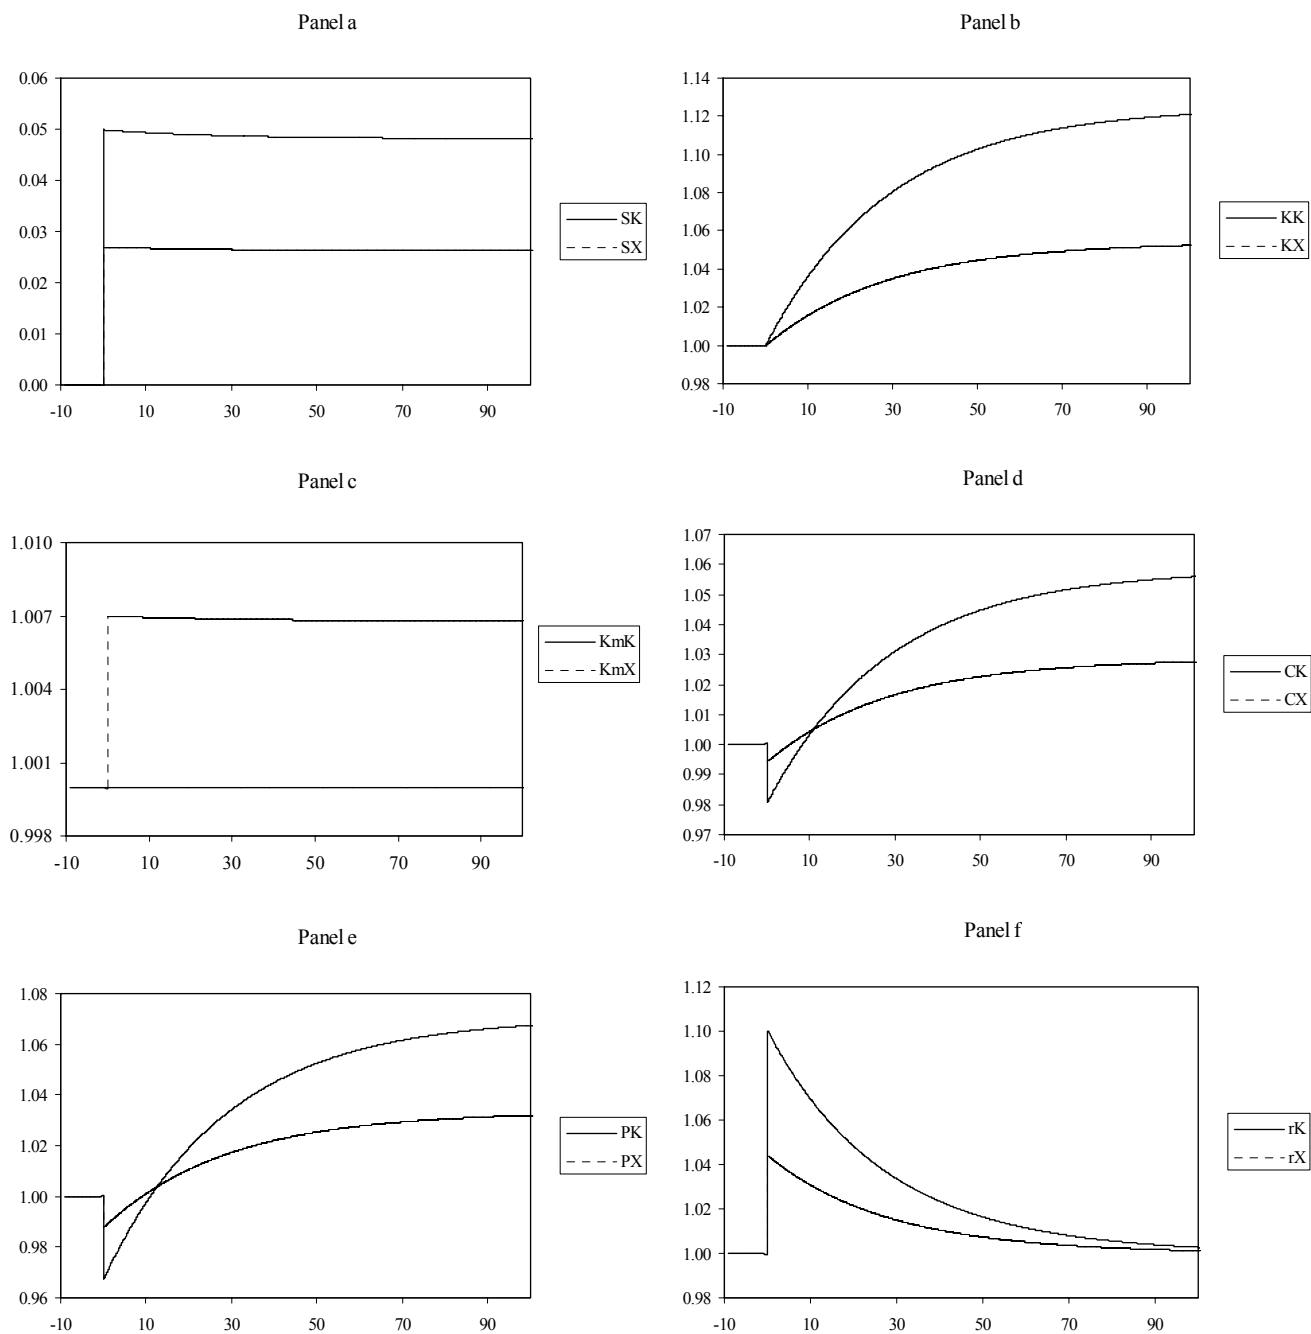 Panel a
0.06
0.05
0.04
0.03
0.02
0.01
0.00
-10 10 30 50 70 90
SK
SX
Panel b
1.14
1.12
1.10
1.08
1.06
1.04
1.02
1.00
0.98
-10 10 30 50 70 90
KK
KX
Panel c
1.010
1.007
1.004
1.001
0.998
-10 10 30 50 70 90
KmK
KmX
Panel d
1.07
1.06
1.05
1.04
1.03
1.02
1.01
1.00
0.99
0.98
0.97
-10 10 30 50 70 90
CK
CX
Panel e
1.08
1.06
1.04
1.02
1.00
0.98
0.96
-10 10 30 50 70 90
PK
PX
Panel f
1.12
1.10
1.08
1.06
1.04
1.02
1.00
0.98
-10 10 30 50 70 90
rK
rX